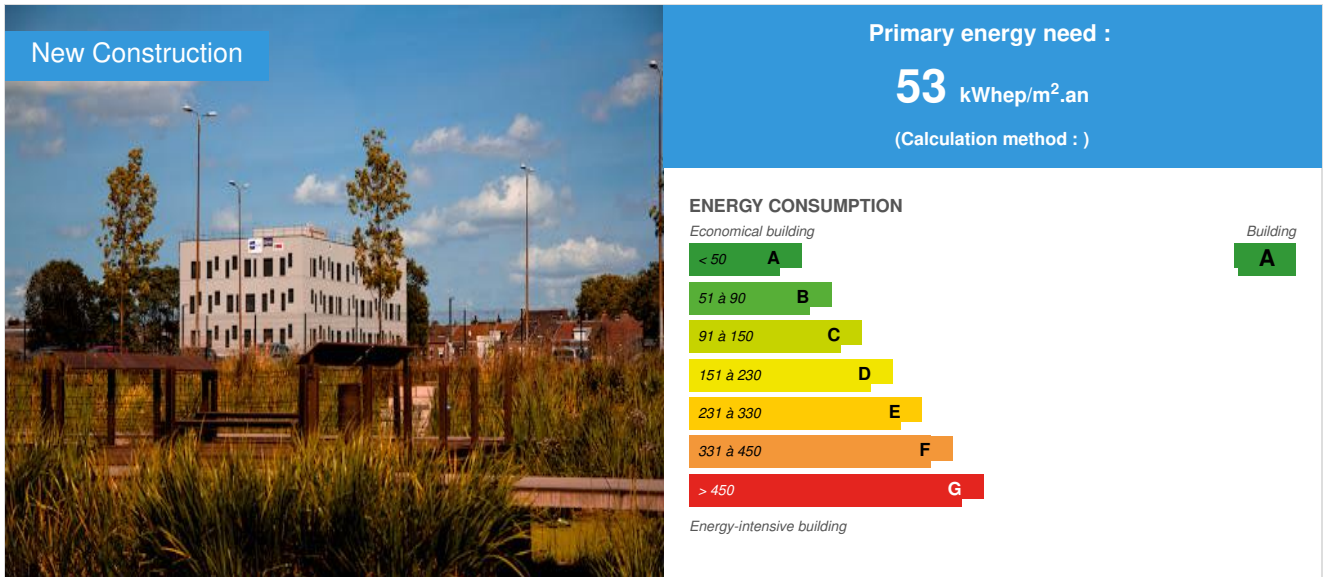 New Construction
Primary energy need :
53 kWhep/m².an
(Calculation method : )
ENERGY CONSUMPTION
Economical building
Building
< 50 A
A
51 à 90 B
91 à 150 C
151 à 230 D
231 à 330 E
331 à 450 F
> 450 G
Energy-intensive building